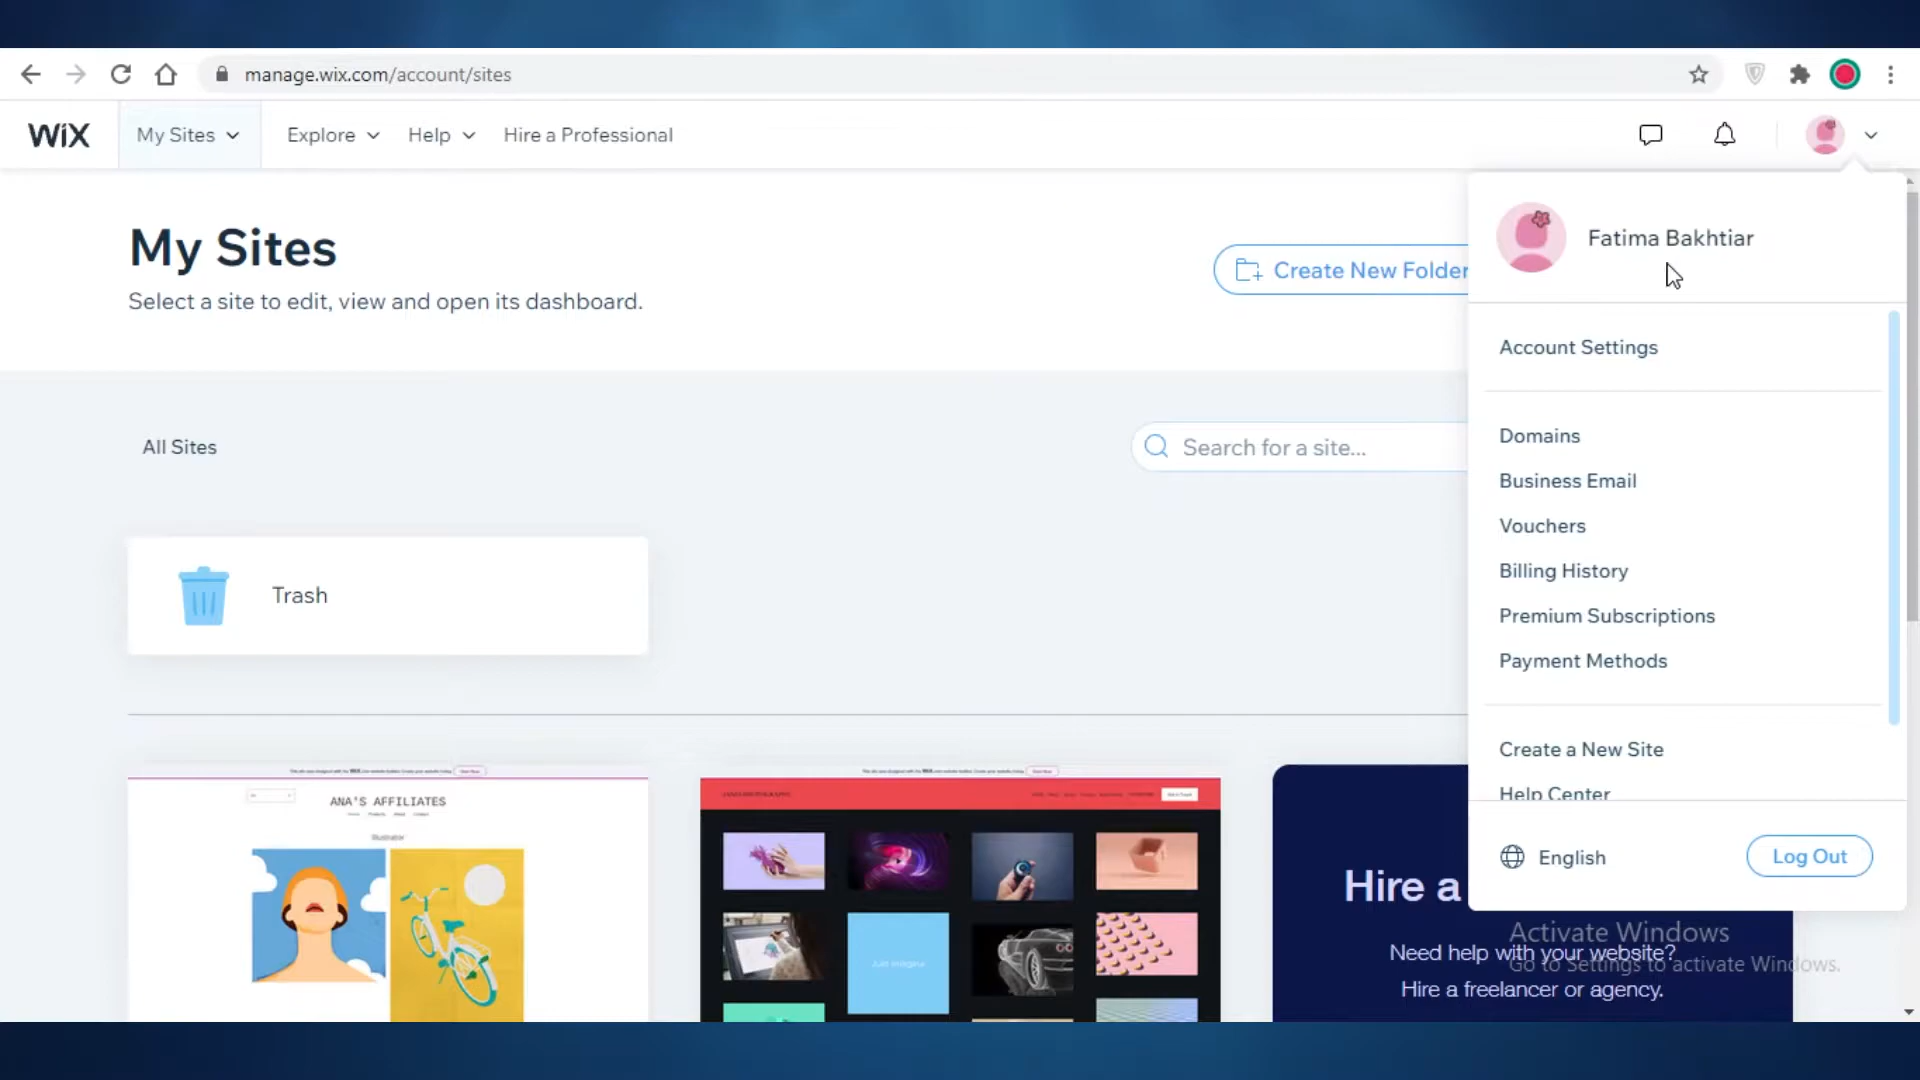 manage.wix.com/account/sites
WiX
My Sites
Explore
Help
Hire a Professional
My Sites
Select a site to edit, view and open its dashboard.
Create New Folder
Fatima Bakhtiar
Account Settings
Domains
Business Email
Vouchers
Billing History
Premium Subscriptions
Payment Methods
Create a New Site
Help Center
English
Log Out
All Sites
Search for a site...
Trash
ANA'S AFFILIATES
Illustrator
Just imagine
Hire a
Need help with your website?
Hire a freelancer or agency.
Activate Windows
Go to Settings to activate Windows.